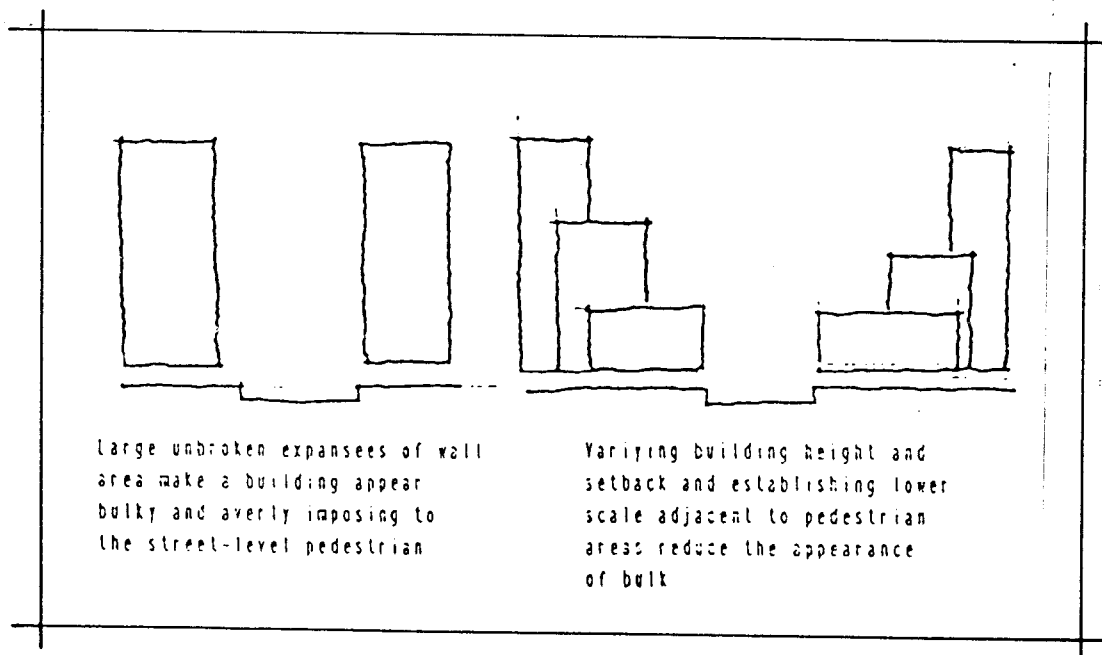 Large unbroken expansees of wall
area make a building appear
bulky and averly imposing to
the street-level pedestrian
Variying building height and
setback and establishing lower
scale adjacent to pedestrian
areas reduce the appearance
of bulk